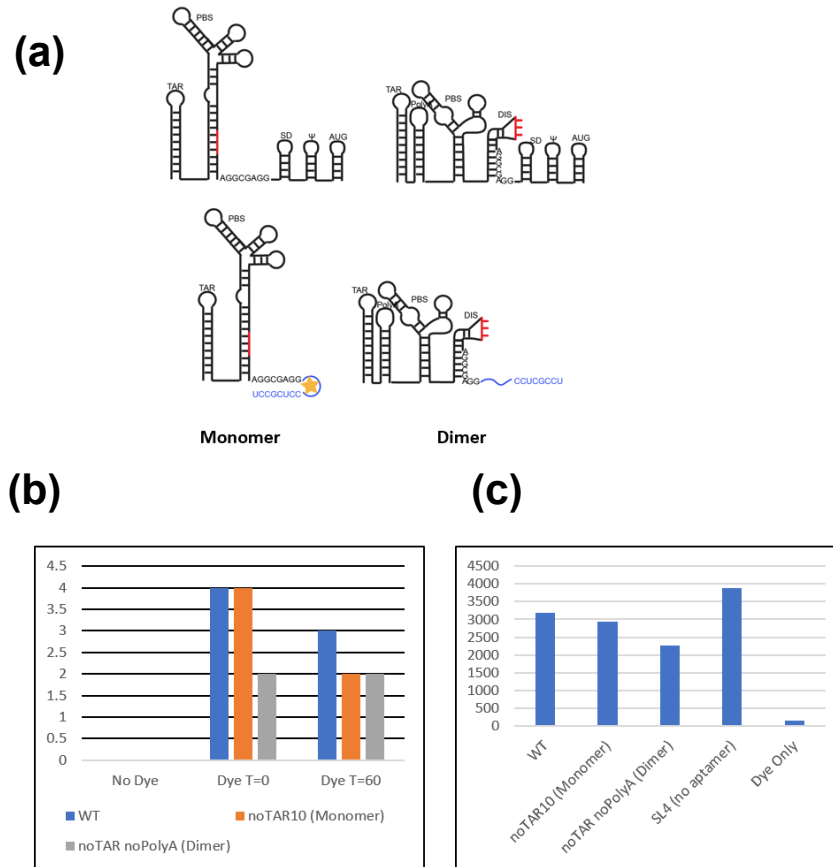 (a)
PBS
TAR
SD Ψ AUG
AGGCGAGG
TAR
PolyA
PBS
DIS
SD Ψ AUG
A
C
C
C
G
AGG
PBS
TAR
AGGCGAGG
UCCGCUCC
TAR
PolyA
PBS
DIS
A
C
C
C
G
AGG
CCUCGCCU
Monomer Dimer
(b)
4.5
4
3.5
3
2.5
2
1.5
1
0.5
0
No Dye Dye T=0 Dye T=60
WT noTAR10 (Monomer)
noTAR noPolyA (Dimer)
(c)
4500
4000
3500
3000
2500
2000
1500
1000
500
0
WT
noTAR10 (Monomer)
noTAR noPolyA (Dimer)
SL4 (no aptamer)
Dye Only